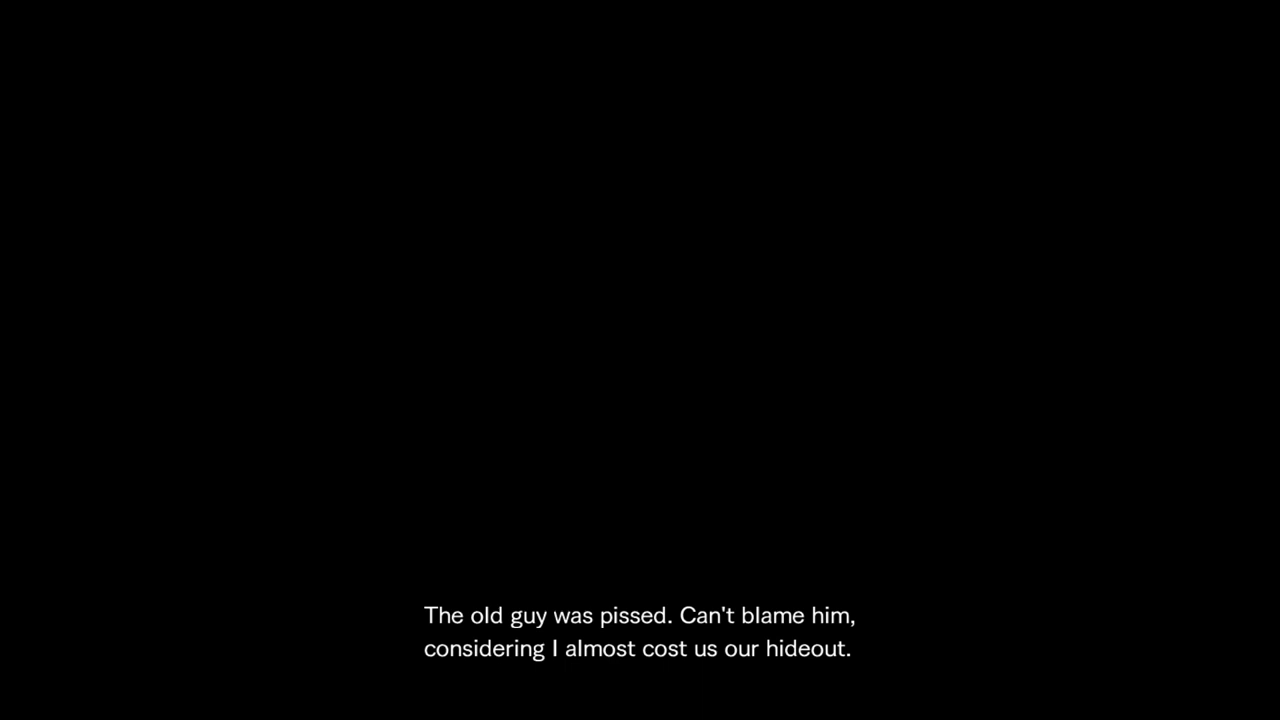 The old guy was pissed. Can't blame him,
considering I almost cost us our hideout.